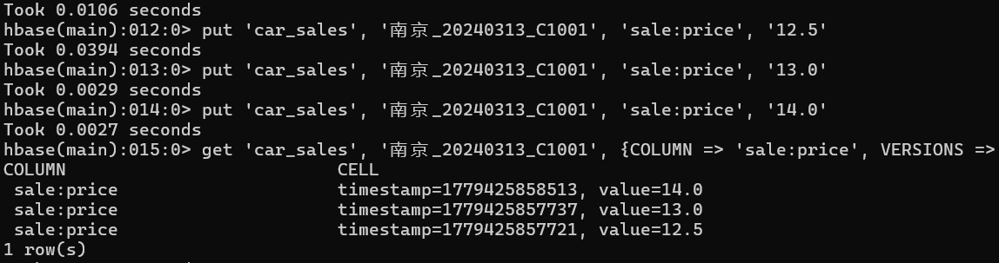 Took 0.0106 seconds
hbase(main):012:0> put 'car_sales', '南京_20240313_C1001', 'sale:price', '12.5'
Took 0.0394 seconds
hbase(main):013:0> put 'car_sales', '南京_20240313_C1001', 'sale:price', '13.0'
Took 0.0029 seconds
hbase(main):014:0> put 'car_sales', '南京_20240313_C1001', 'sale:price', '14.0'
Took 0.0027 seconds
hbase(main):015:0> get 'car_sales', '南京_20240313_C1001', {COLUMN => 'sale:price', VERSIONS =>
COLUMN CELL
sale:price timestamp=1779425858513, value=14.0
sale:price timestamp=1779425857737, value=13.0
sale:price timestamp=1779425857721, value=12.5
1 row(s)